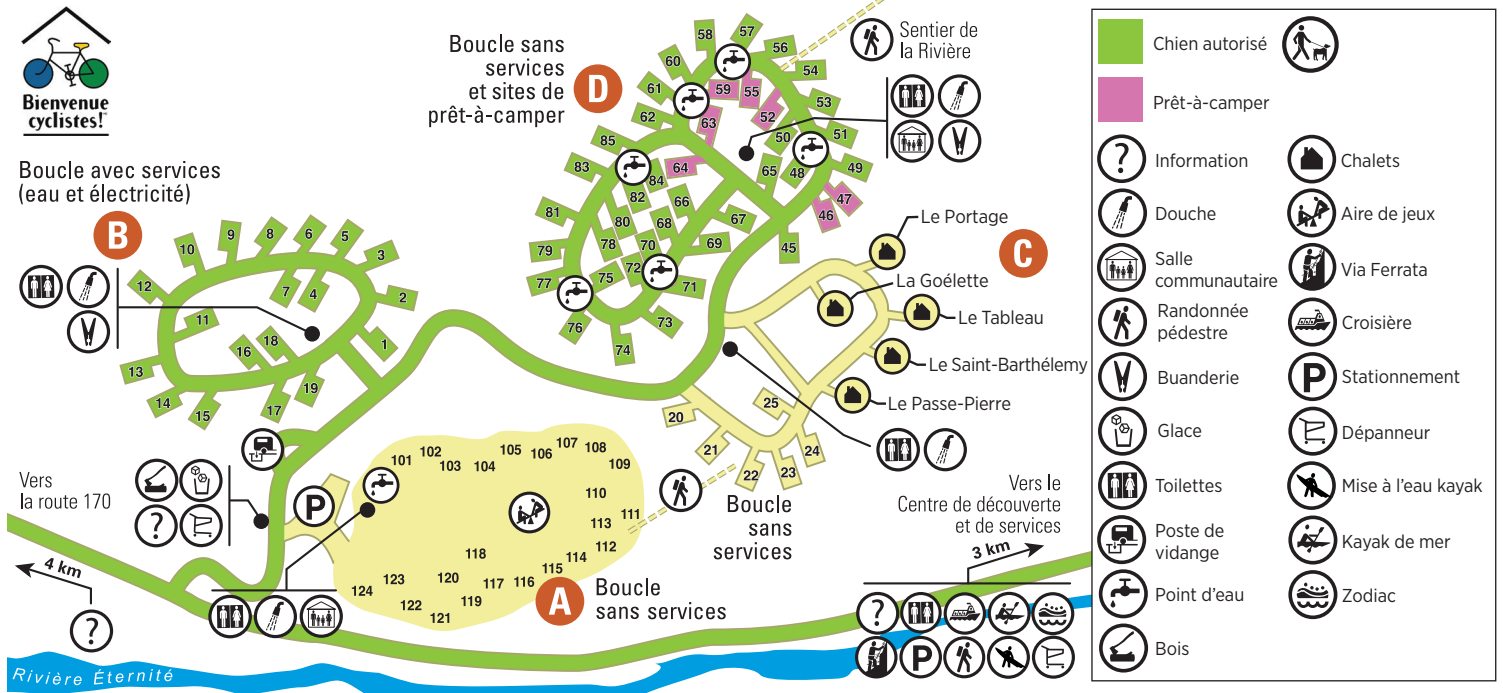 Bienvenue
cyclistes!
Boucle avec services
(eau et électricité)
B
10
9
8
6
5
3
12
7
4
2
11
16
18
1
13
14
15
17
19
Boucle sans
services
et sites de
prêt-à-camper
D
Sentier de
la Rivière
58
57
56
60
59
55
54
61
52
53
62
63
50
51
85
64
65
48
49
83
84
82
66
47
46
81
80
68
67
45
79
78
70
69
77
75
72
71
76
74
73
C
Le Portage
La Goélette
Le Tableau
Le Saint-Barthélemy
Le Passe-Pierre
20
25
21
22
23
24
Boucle
sans
services
Vers
la route 170
P
4 km
?
?
101
102
103
104
105
106
107
108
109
110
111
113
112
114
115
116
117
118
119
120
121
122
123
124
A
Boucle
sans services
Vers le
Centre de découverte
et de services
3 km
?
P
Rivière Éternité
Chien autorisé
Prêt-à-camper
?
Information
Chalets
Douche
Aire de jeux
Salle
communautaire
Via Ferrata
Randonnée
pédestre
Croisière
Buanderie
P
Stationnement
Glace
Dépanneur
Toilettes
Mise à l'eau kayak
Poste de
vidange
Kayak de mer
Point d'eau
Zodiac
Bois